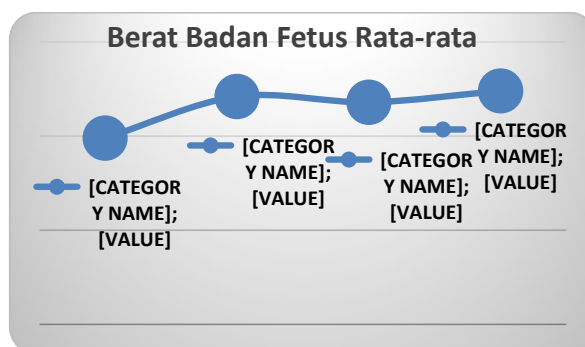 Berat Badan Fetus Rata-rata
[CATEGOR
Y NAME];
[VALUE]
[CATEGOR
Y NAME];
[VALUE]
[CATEGOR
Y NAME];
[VALUE]
[CATEGOR
Y NAME];
[VALUE]